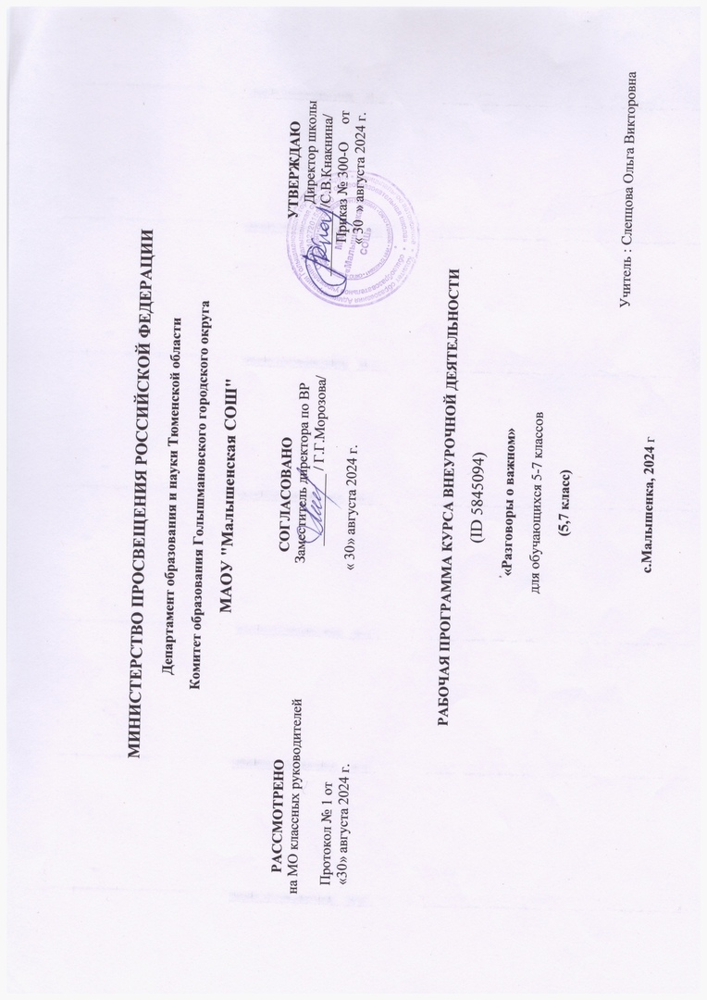 МИНИСТЕРСТВО ПРОСВЕЩЕНИЯ РОССИЙСКОЙ ФЕДЕРАЦИИ
Департамент образования и науки Тюменской области
Комитет образования Голышмановского городского округа
МАОУ "Малышенская СОШ"
РАССМОТРЕНО
на МО классных руководителей
Протокол № 1 от
«30» августа 2024 г.
СОГЛАСОВАНО
Заместитель директора по ВР
/ Г.Г.Морозова/
« 30» августа 2024 г.
УТВЕРЖДАЮ
Директор школы
/С.В.Кнакнина/
Приказ № 300-О от
« 30 » августа 2024 г.
РАБОЧАЯ ПРОГРАММА КУРСА ВНЕУРОЧНОЙ ДЕЯТЕЛЬНОСТИ
(ID 5845094)
«Разговоры о важном»
для обучающихся 5-7 классов
(5,7 класс)
Учитель : Слепцова Ольга Викторовна
с.Малышенка, 2024 г